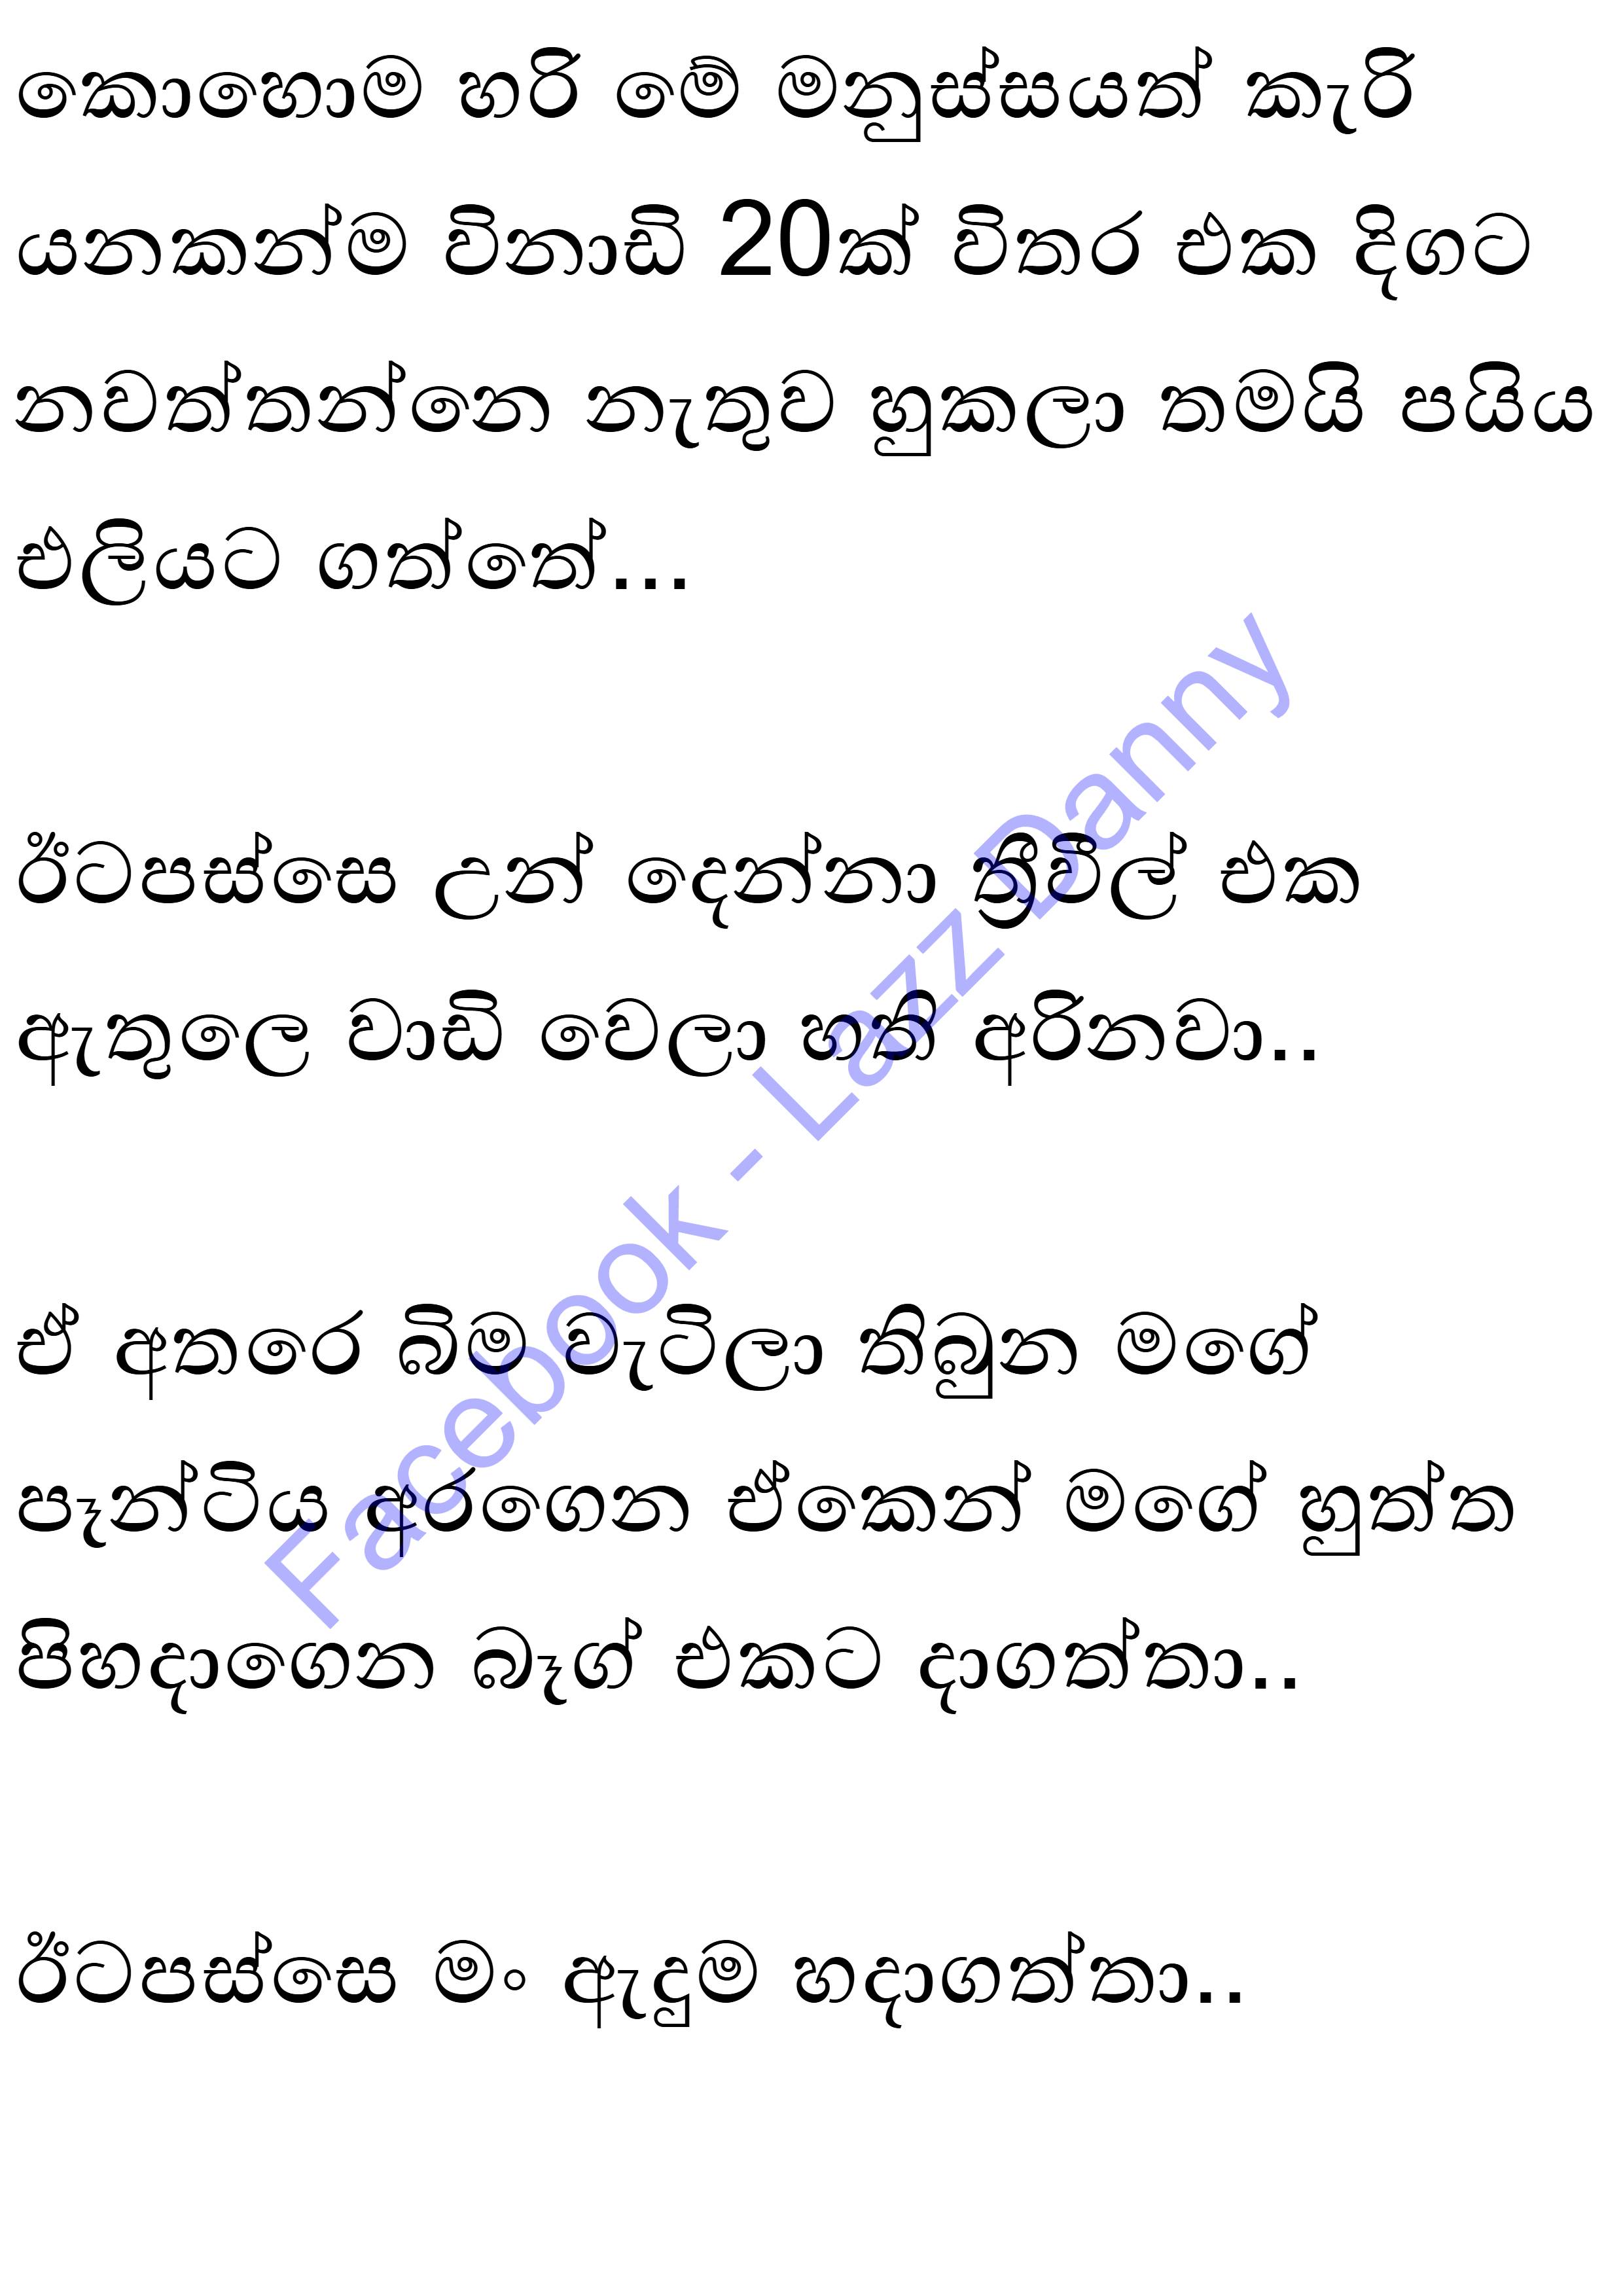 කොහොම හරි මේ මනුස්සයත් කැරි
යනකන්ම විනාඩි 20ක් විතර එක දිගට
නවත්තන්නෙ නැතුව හුකලා තමයි පයිය
එලියට ගත්තේ...
ඊටපස්සෙ උන් දෙන්නා ත්‍රීවීල් එක
ඇතුලෙ වාඩි වෙලා හති අරිනවා..
ඒ අතරෙ බිම වැටිලා තිබුන මගේ
පෑන්ටිය අරගෙන ඒකෙන් මගේ හුත්ත
පිහදාගෙන බෑග් එකට දාගත්තා..
ඊටපස්සෙ මං ඇඳුම හදාගත්තා..
Facebook - Lazz Danny